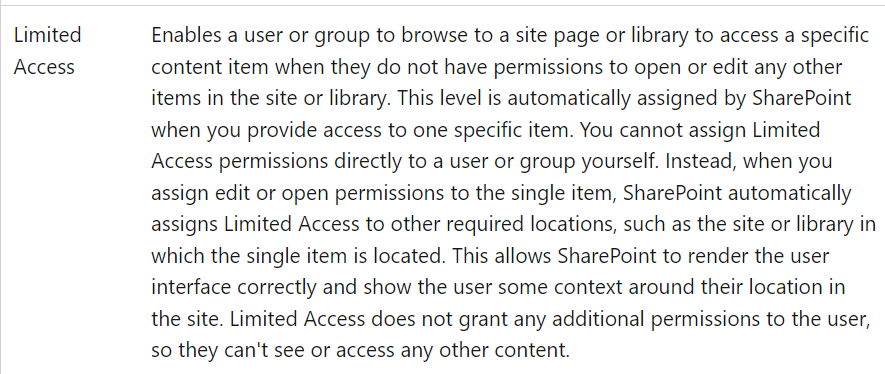 Limited
Access
Enables a user or group to browse to a site page or library to access a specific
content item when they do not have permissions to open or edit any other
items in the site or library. This level is automatically assigned by SharePoint
when you provide access to one specific item. You cannot assign Limited
Access permissions directly to a user or group yourself. Instead, when you
assign edit or open permissions to the single item, SharePoint automatically
assigns Limited Access to other required locations, such as the site or library in
which the single item is located. This allows SharePoint to render the user
interface correctly and show the user some context around their location in
the site. Limited Access does not grant any additional permissions to the user,
so they can't see or access any other content.